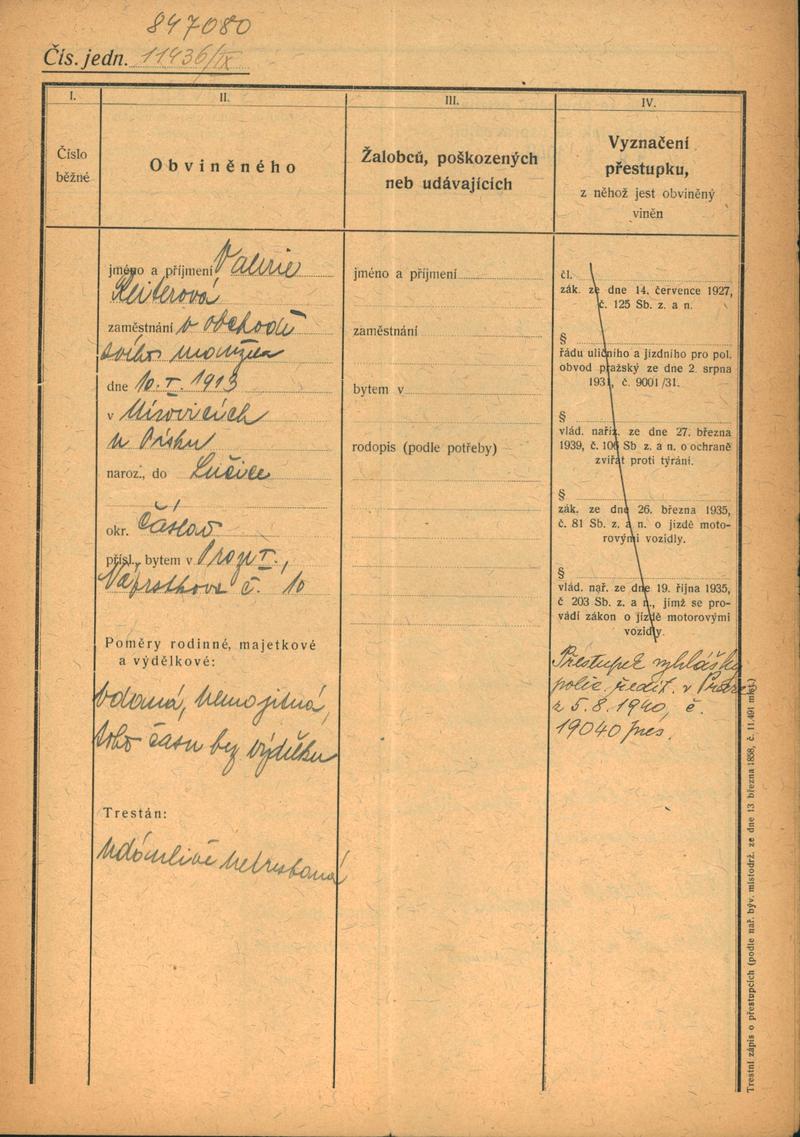 847080
Čís. jedn. 11436/IX
I.
II.
III.
IV.
Číslo
běžné
Obviněného
Žalobců, poškozených
neb udávajících
Vyznačení
přestupku,
z něhož jest obviněný
viněn
jméno a příjmení Valerie
Reiterová
zaměstnání v obchodě
svého manžela
dne 10.I.1913
v Mirovicích
u Písku
naroz., do Lučice
okr. Čáslav
přísl., bytem v Praze I.,
Náprstkova č. 10
Poměry rodinné, majetkové
a výdělkové:
vdaná, nemajetná,
toho času bez výdělku
Trestán:
údajně netrestaná
jméno a příjmení
zaměstnání
bytem v
rodopis (podle potřeby)
čl.
zák. ze dne 14. července 1927,
č. 125 Sb. z. a n.
§
řádu uličního a jízdního pro pol.
obvod pražský ze dne 2. srpna
1931, č. 9001/31.
§
vlád. naříz. ze dne 27. března
1939, č. 106 Sb z. a n. o ochraně
zvířat proti týrání.
§
zák. ze dne 26. března 1935,
č. 81 Sb. z. a n. o jízdě moto-
rovými vozidly.
§
vlád. nař. ze dne 19. října 1935,
č 203 Sb. z. a n., jímž se pro-
vádí zákon o jízdě motorovými
vozidly.
Přestupek vyhlášky
polic. ředit. v Praze
z 5.8.1940, č.
19040 pres.
Trestní zápis o přestupcích (podle nař. býv. místodrž. ze dne 13 března 1858, č. 11.491 míst.)